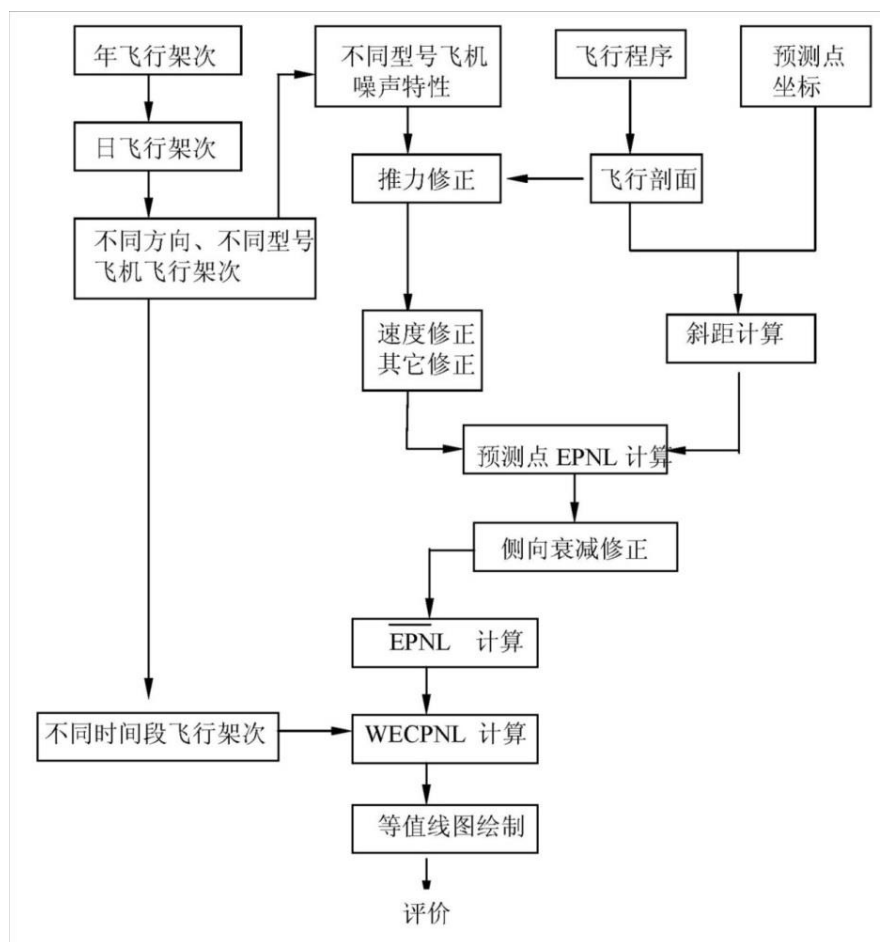 年飞行架次
不同型号飞机
噪声特性
飞行程序
预测点
坐标
日飞行架次
推力修正
飞行剖面
不同方向、不同型号
飞机飞行架次
速度修正
其它修正
斜距计算
预测点 EPNL 计算
侧向衰减修正
EPNL 计算
不同时间段飞行架次
WECPNL 计算
等值线图绘制
评价